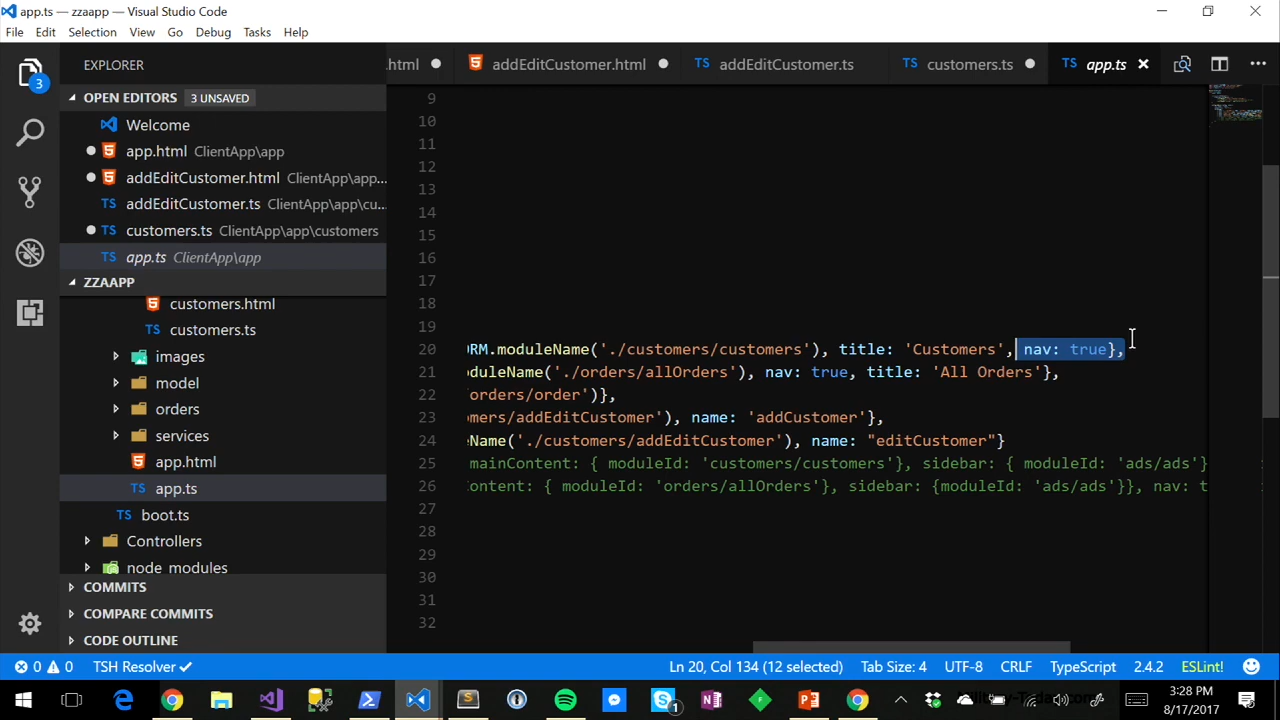 app.ts — zzaapp — Visual Studio Code
File Edit Selection View Go Debug Tasks Help
EXPLORER
.html addEditCustomer.html addEditCustomer.ts customers.ts app.ts
3
OPEN EDITORS 3 UNSAVED
Welcome
app.html ClientApp\app
addEditCustomer.html ClientApp\app...
addEditCustomer.ts ClientApp\app\cu...
customers.ts ClientApp\app\customers
app.ts ClientApp\app
ZZAAPP
customers.html
customers.ts
images
model
orders
services
app.html
app.ts
boot.ts
Controllers
node_modules
COMMITS
COMPARE COMMITS
CODE OUTLINE
9
10
11
12
13
14
15
16
17
18
19
20 ORM.moduleName('./customers/customers'), title: 'Customers', nav: true},
21 oduleName('./orders/allOrders'), nav: true, title: 'All Orders'},
22 /orders/order')},
23 omers/addEditCustomer'), name: 'addCustomer'},
24 eName('./customers/addEditCustomer'), name: "editCustomer"}
25 mainContent: { moduleId: 'customers/customers'}, sidebar: { moduleId: 'ads/ads'}
26 ontent: { moduleId: 'orders/allOrders'}, sidebar: {moduleId: 'ads/ads'}}, nav: t
27
28
29
30
31
32
0 0 TSH Resolver Ln 20, Col 134 (12 selected) Tab Size: 4 UTF-8 CRLF TypeScript 2.4.2 ESLint!
3:28 PM
8/17/2017